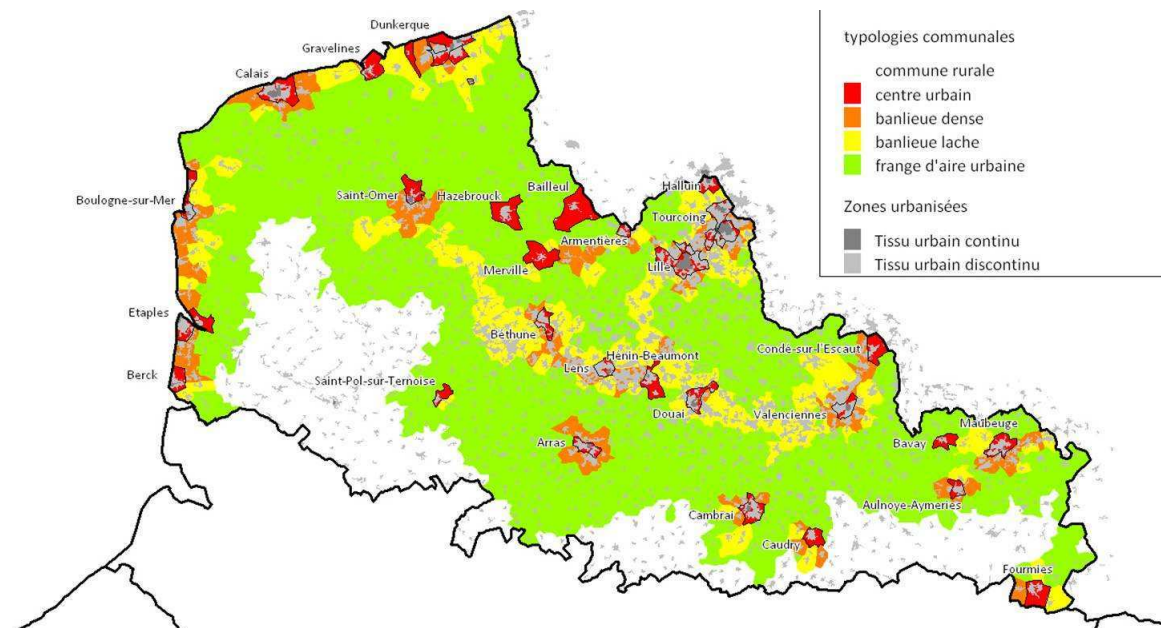 Dunkerque
Gravelines
Calais
Boulogne-sur-Mer
Saint-Omer
Hazebrouck
Bailleul
Halluin
Tourcoing
Armentières
Lille
Merville
Etaples
Béthune
Berck
Lens
Hénin-Beaumont
Condé-sur-l'Escaut
Saint-Pol-sur-Ternoise
Douai
Valenciennes
Arras
Bavay
Maubeuge
Cambrai
Aulnoye-Aymeries
Caudry
Fourmies
typologies communales
commune rurale
centre urbain
banlieue dense
banlieue lache
frange d'aire urbaine
Zones urbanisées
Tissu urbain continu
Tissu urbain discontinu